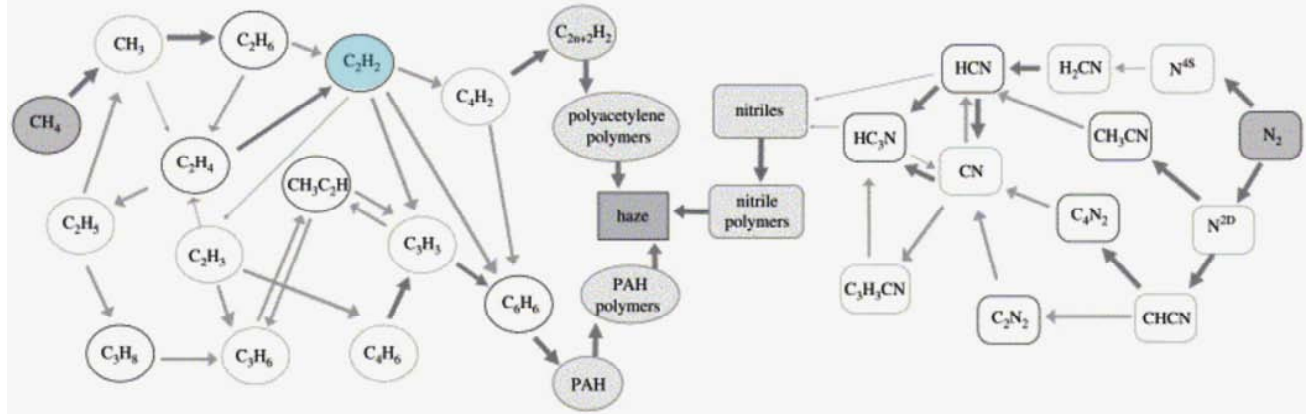 CH₃
C₂H₆
C₂H₂
C₂ₙ₊₂H₂
CH₄
C₄H₂
polyacetylene
polymers
C₂H₄
CH₃C₂H
C₂H₅
C₂H₃
C₃H₃
haze
PAH
polymers
C₆H₆
C₃H₈
C₃H₆
C₄H₆
PAH
nitriles
nitrile
polymers
HCN
H₂CN
N⁴ˢ
HC₃N
CH₃CN
N₂
CN
C₄N₂
N²ᴰ
C₃H₃CN
C₂N₂
CHCN